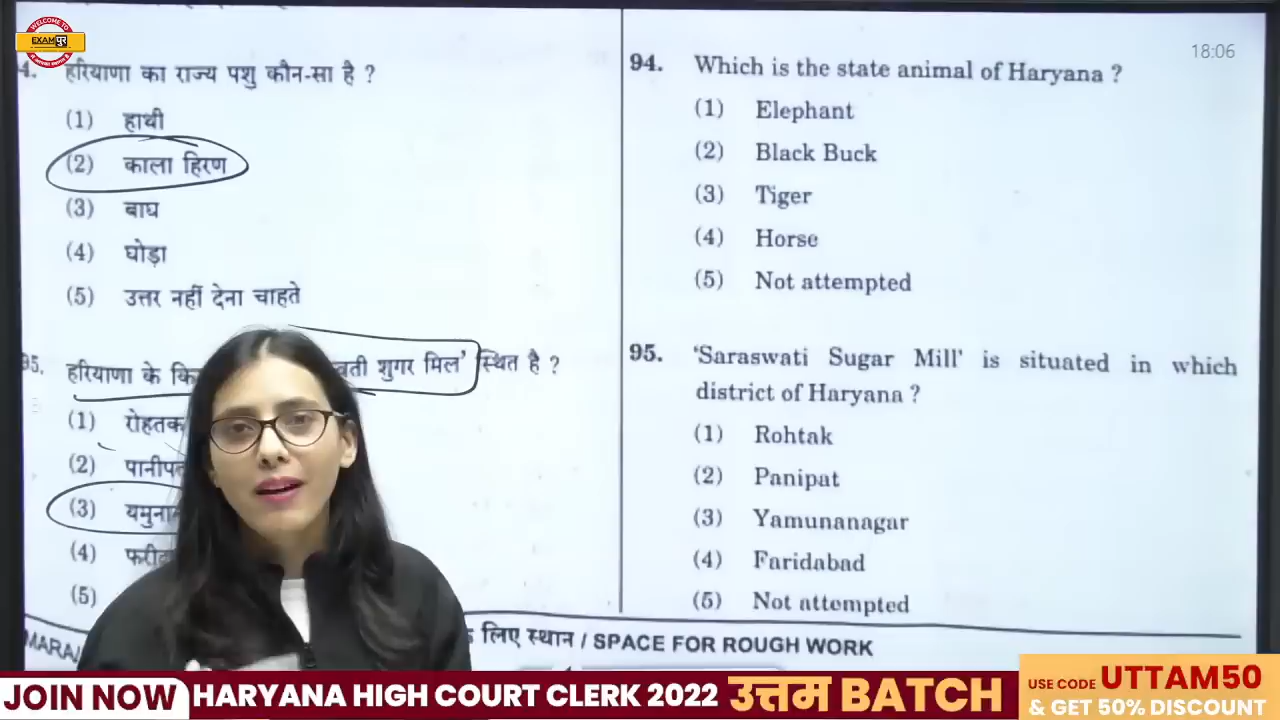 WELCOME TO
EXAMपुर
18:06
4. हरियाणा का राज्य पशु कौन-सा है ?
(1) हाथी
(2) काला हिरण
(3) बाघ
(4) घोड़ा
(5) उत्तर नहीं देना चाहते
95. हरियाणा के
शुगर मिल' स्थित है ?
(1) रोहतक
(2) पानीपत
(3)
(4)
(5)
94. Which is the state animal of Haryana ?
(1) Elephant
(2) Black Buck
(3) Tiger
(4) Horse
(5) Not attempted
95. 'Saraswati Sugar Mill' is situated in which
district of Haryana ?
(1) Rohtak
(2) Panipat
(3) Yamunanagar
(4) Faridabad
(5) Not attempted
लिए स्थान / SPACE FOR ROUGH WORK
JOIN NOW HARYANA HIGH COURT CLERK 2022 उत्तम BATCH
USE CODE UTTAM50
& GET 50% DISCOUNT